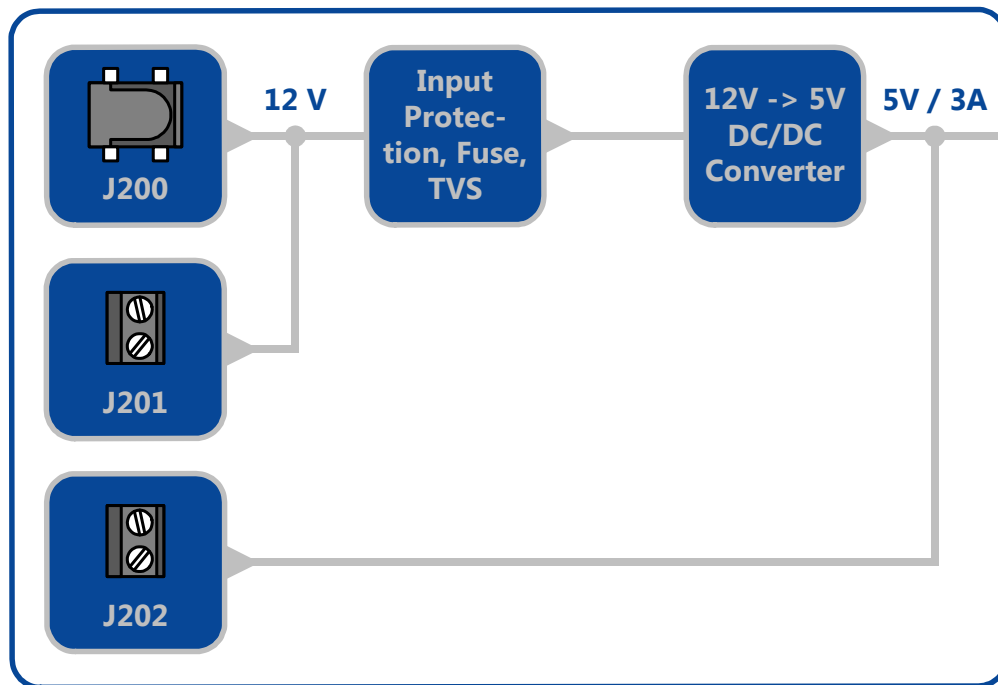 J200
12 V
Input
Protec-
tion, Fuse,
TVS
12V -> 5V
DC/DC
Converter
5V / 3A
J201
J202